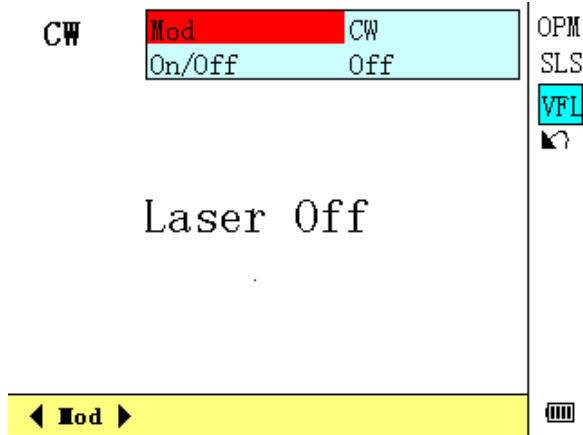 CW
Mod CW
On/Off Off
Laser Off
Mod
OPM
SLS
VFL